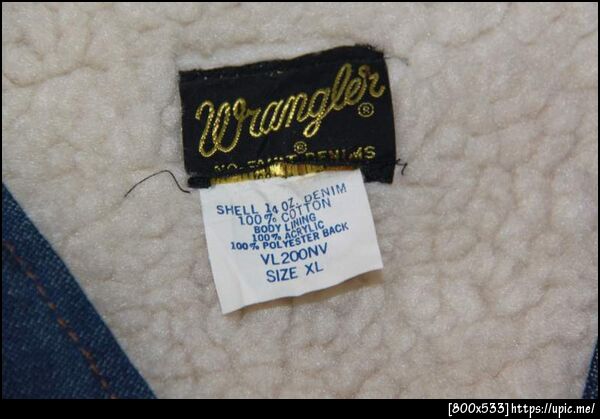 Wrangler®
NO-FAULT® DENIMS
SHELL 14 OZ. DENIM
100% COTTON
BODY LINING
100% ACRYLIC
100% POLYESTER BACK
VL200NV
SIZE XL
[800x533]https://upic.me/